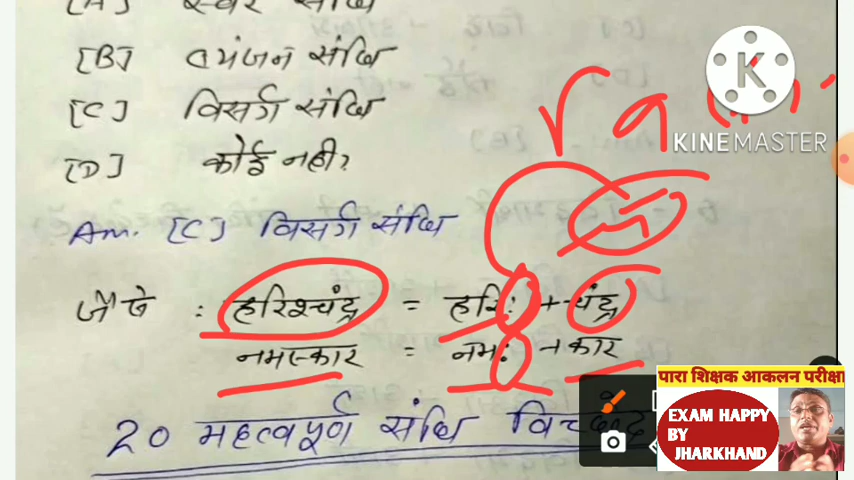 [A] स्वर संधि
[B] व्यंजन संधि
[C] विसर्ग संधि
[D] कोई नही?
Ans. [C] विसर्ग संधि
जैसे : हरिश्चंद्र = हरि: + चंद्र
नमस्कार = नम: + कार
20 महत्वपूर्ण संधि विच्छेद
K
KINEMASTER
पारा शिक्षक आकलन परीक्षा
EXAM HAPPY
BY
JHARKHAND